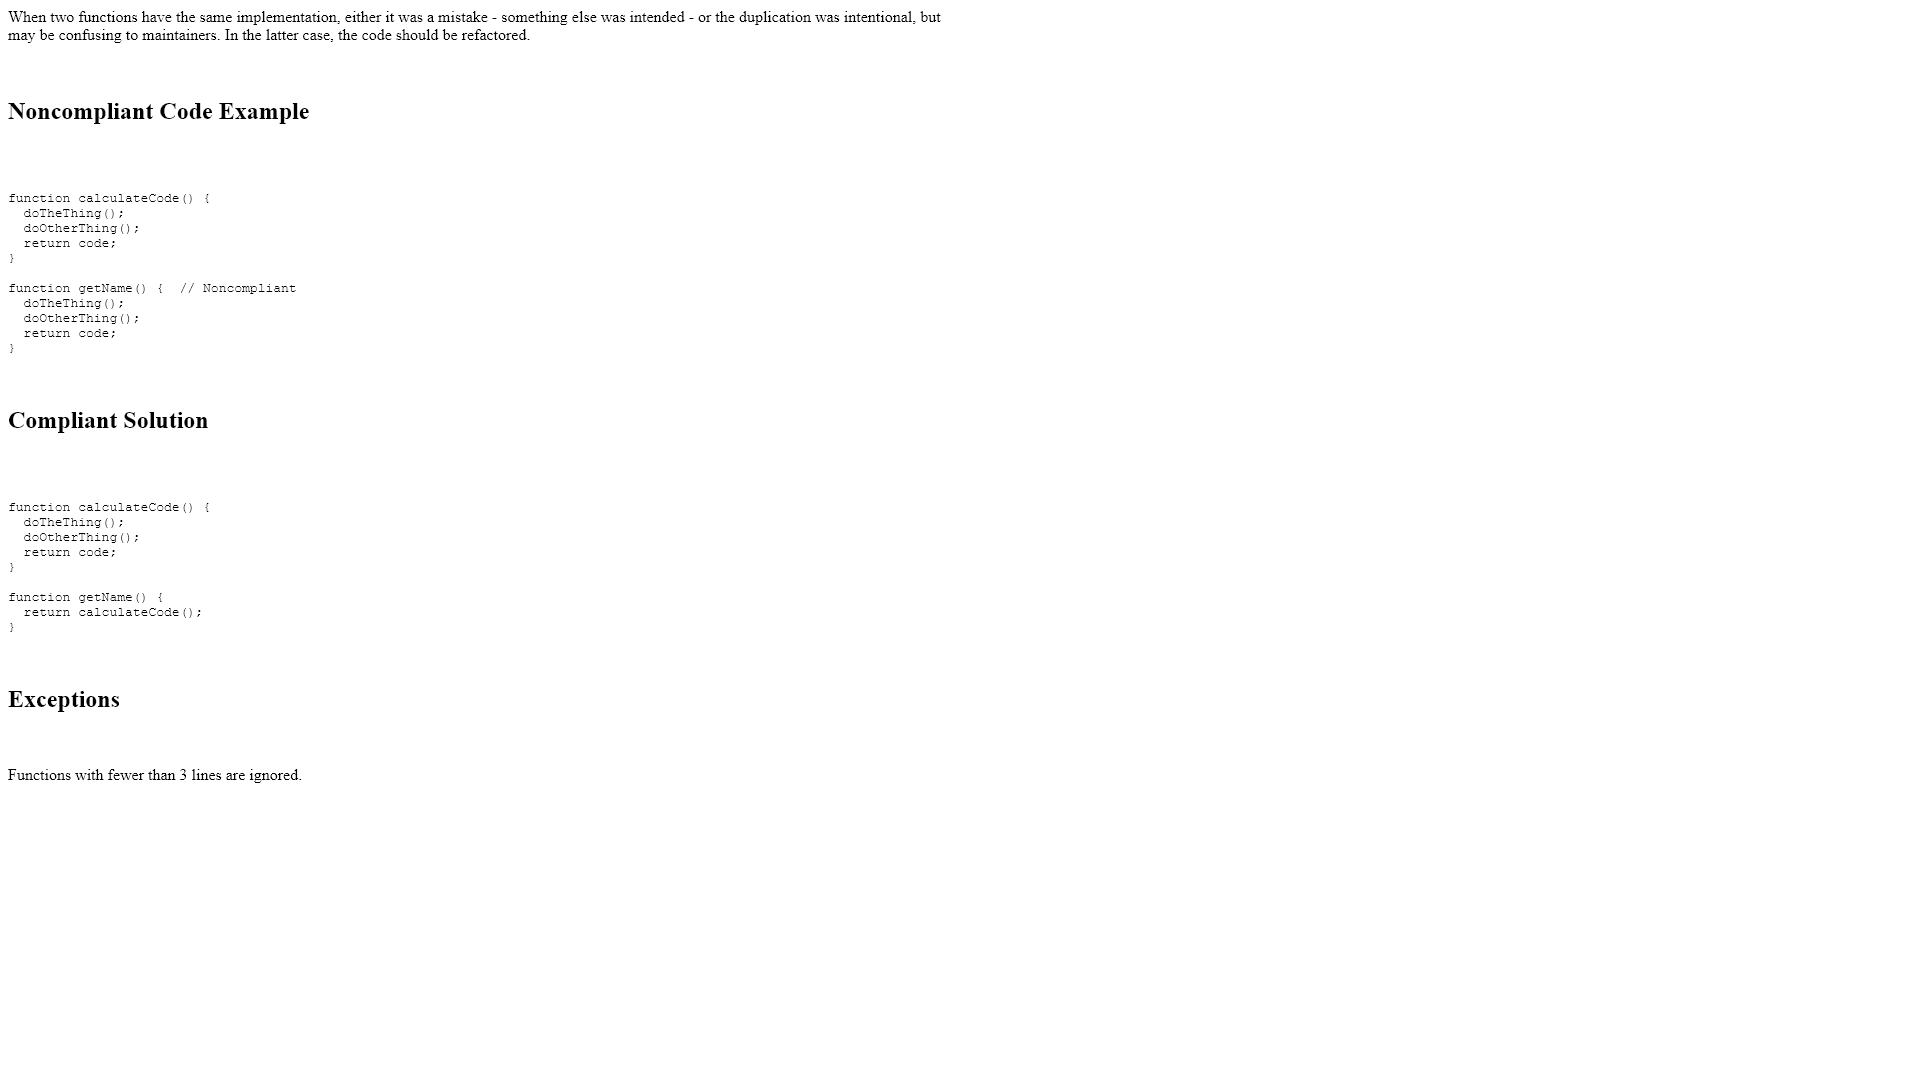 When two functions have the same implementation, either it was a mistake - something else was intended - or the duplication was intentional, but
may be confusing to maintainers. In the latter case, the code should be refactored.
Noncompliant Code Example
function calculateCode() {
  doTheThing();
  doOtherThing();
  return code;
}
function getName() {  // Noncompliant
  doTheThing();
  doOtherThing();
  return code;
}
Compliant Solution
function calculateCode() {
  doTheThing();
  doOtherThing();
  return code;
}
function getName() {
  return calculateCode();
}
Exceptions
Functions with fewer than 3 lines are ignored.